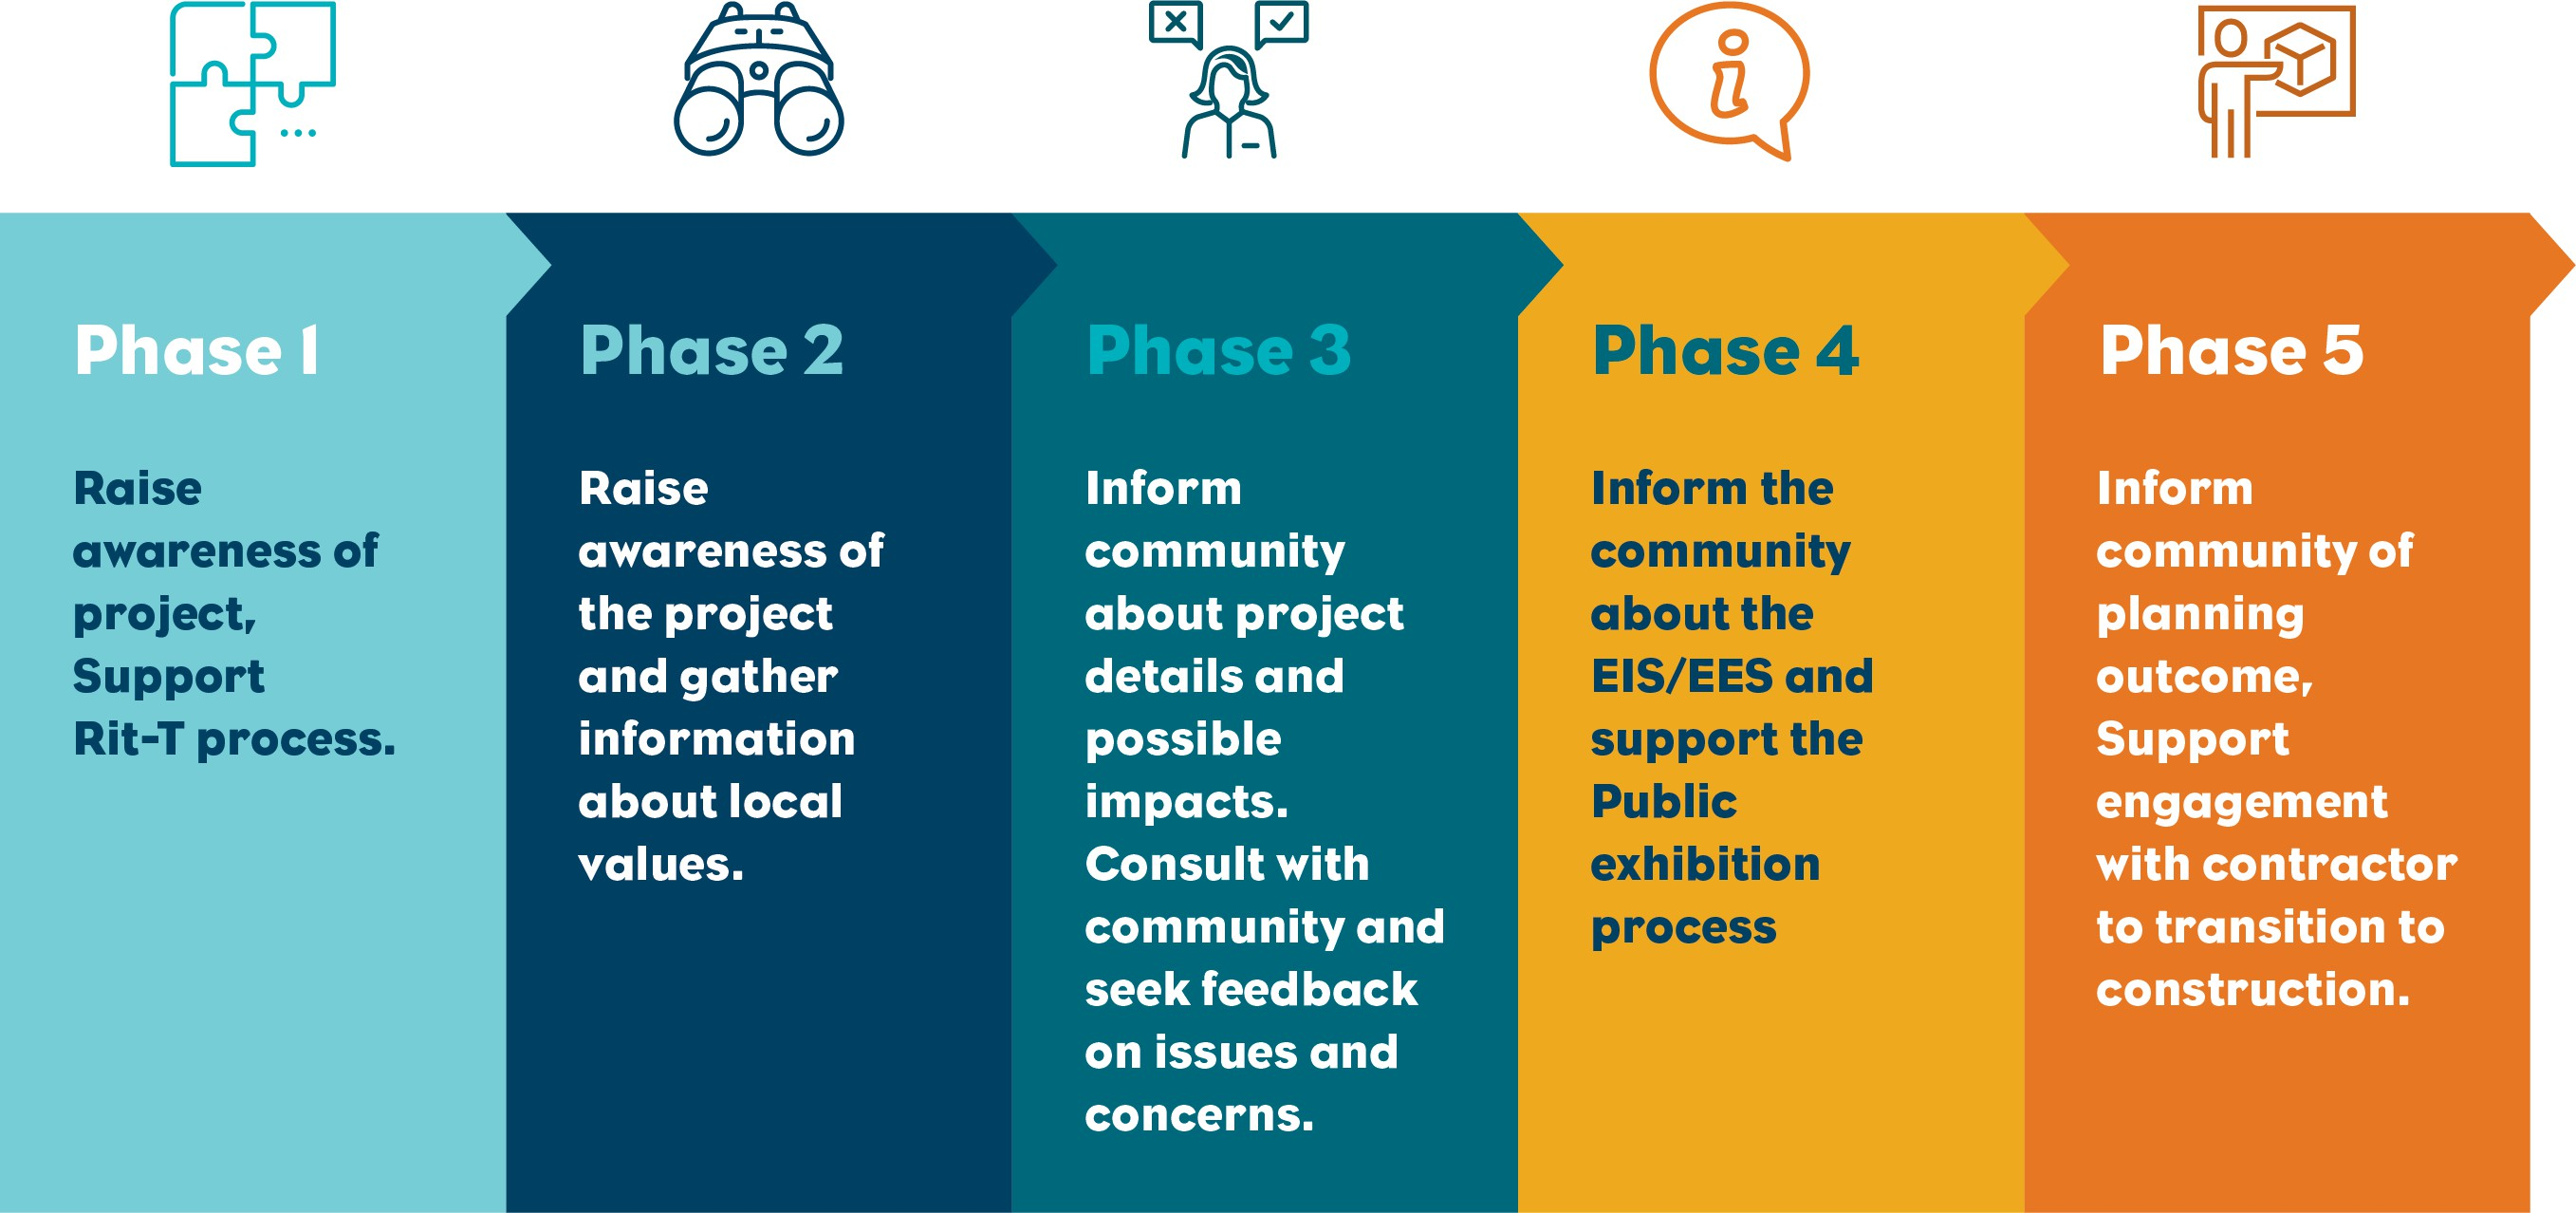 Phase 1
Raise
awareness of
project,
Support
Rit-T process.
Phase 2
Raise
awareness of
the project
and gather
information
about local
values.
Phase 3
Inform
community
about project
details and
possible
impacts.
Consult with
community and
seek feedback
on issues and
concerns.
Phase 4
Inform the
community
about the
EIS/EES and
support the
Public
exhibition
process
Phase 5
Inform
community of
planning
outcome,
Support
engagement
with contractor
to transition to
construction.